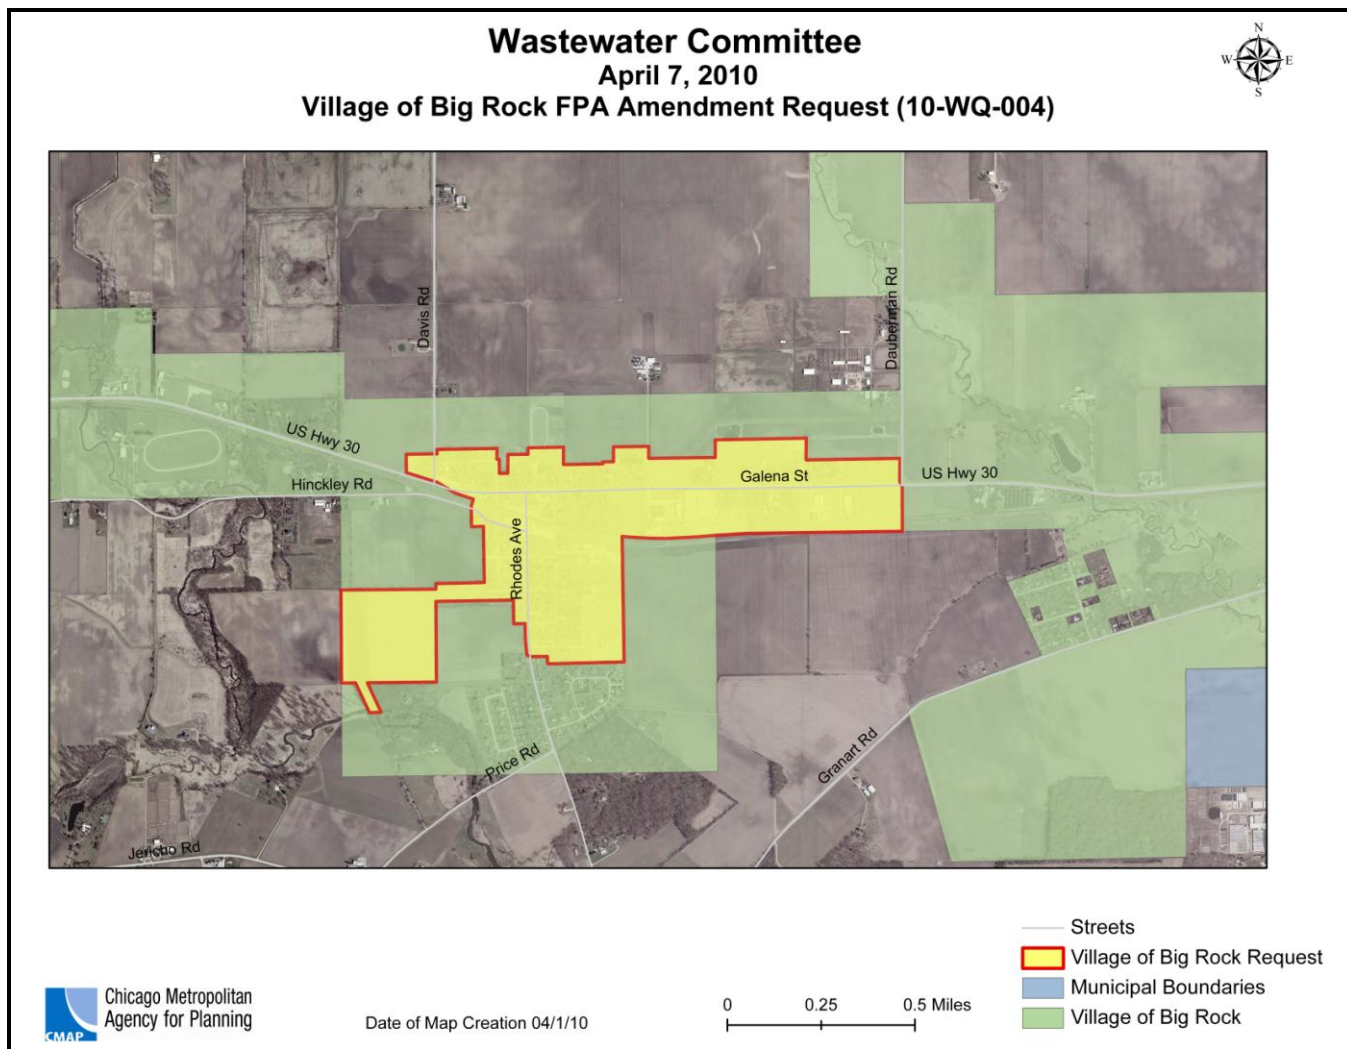 Wastewater Committee
April 7, 2010
Village of Big Rock FPA Amendment Request (10-WQ-004)
N
W E
S
Davis Rd
Dauberman Rd
US Hwy 30
Hinckley Rd
Galena St
US Hwy 30
Rhodes Ave
Price Rd
Granart Rd
Jericho Rd
Streets
Village of Big Rock Request
Municipal Boundaries
Village of Big Rock
CMAP
Chicago Metropolitan
Agency for Planning
Date of Map Creation 04/1/10
0 0.25 0.5 Miles